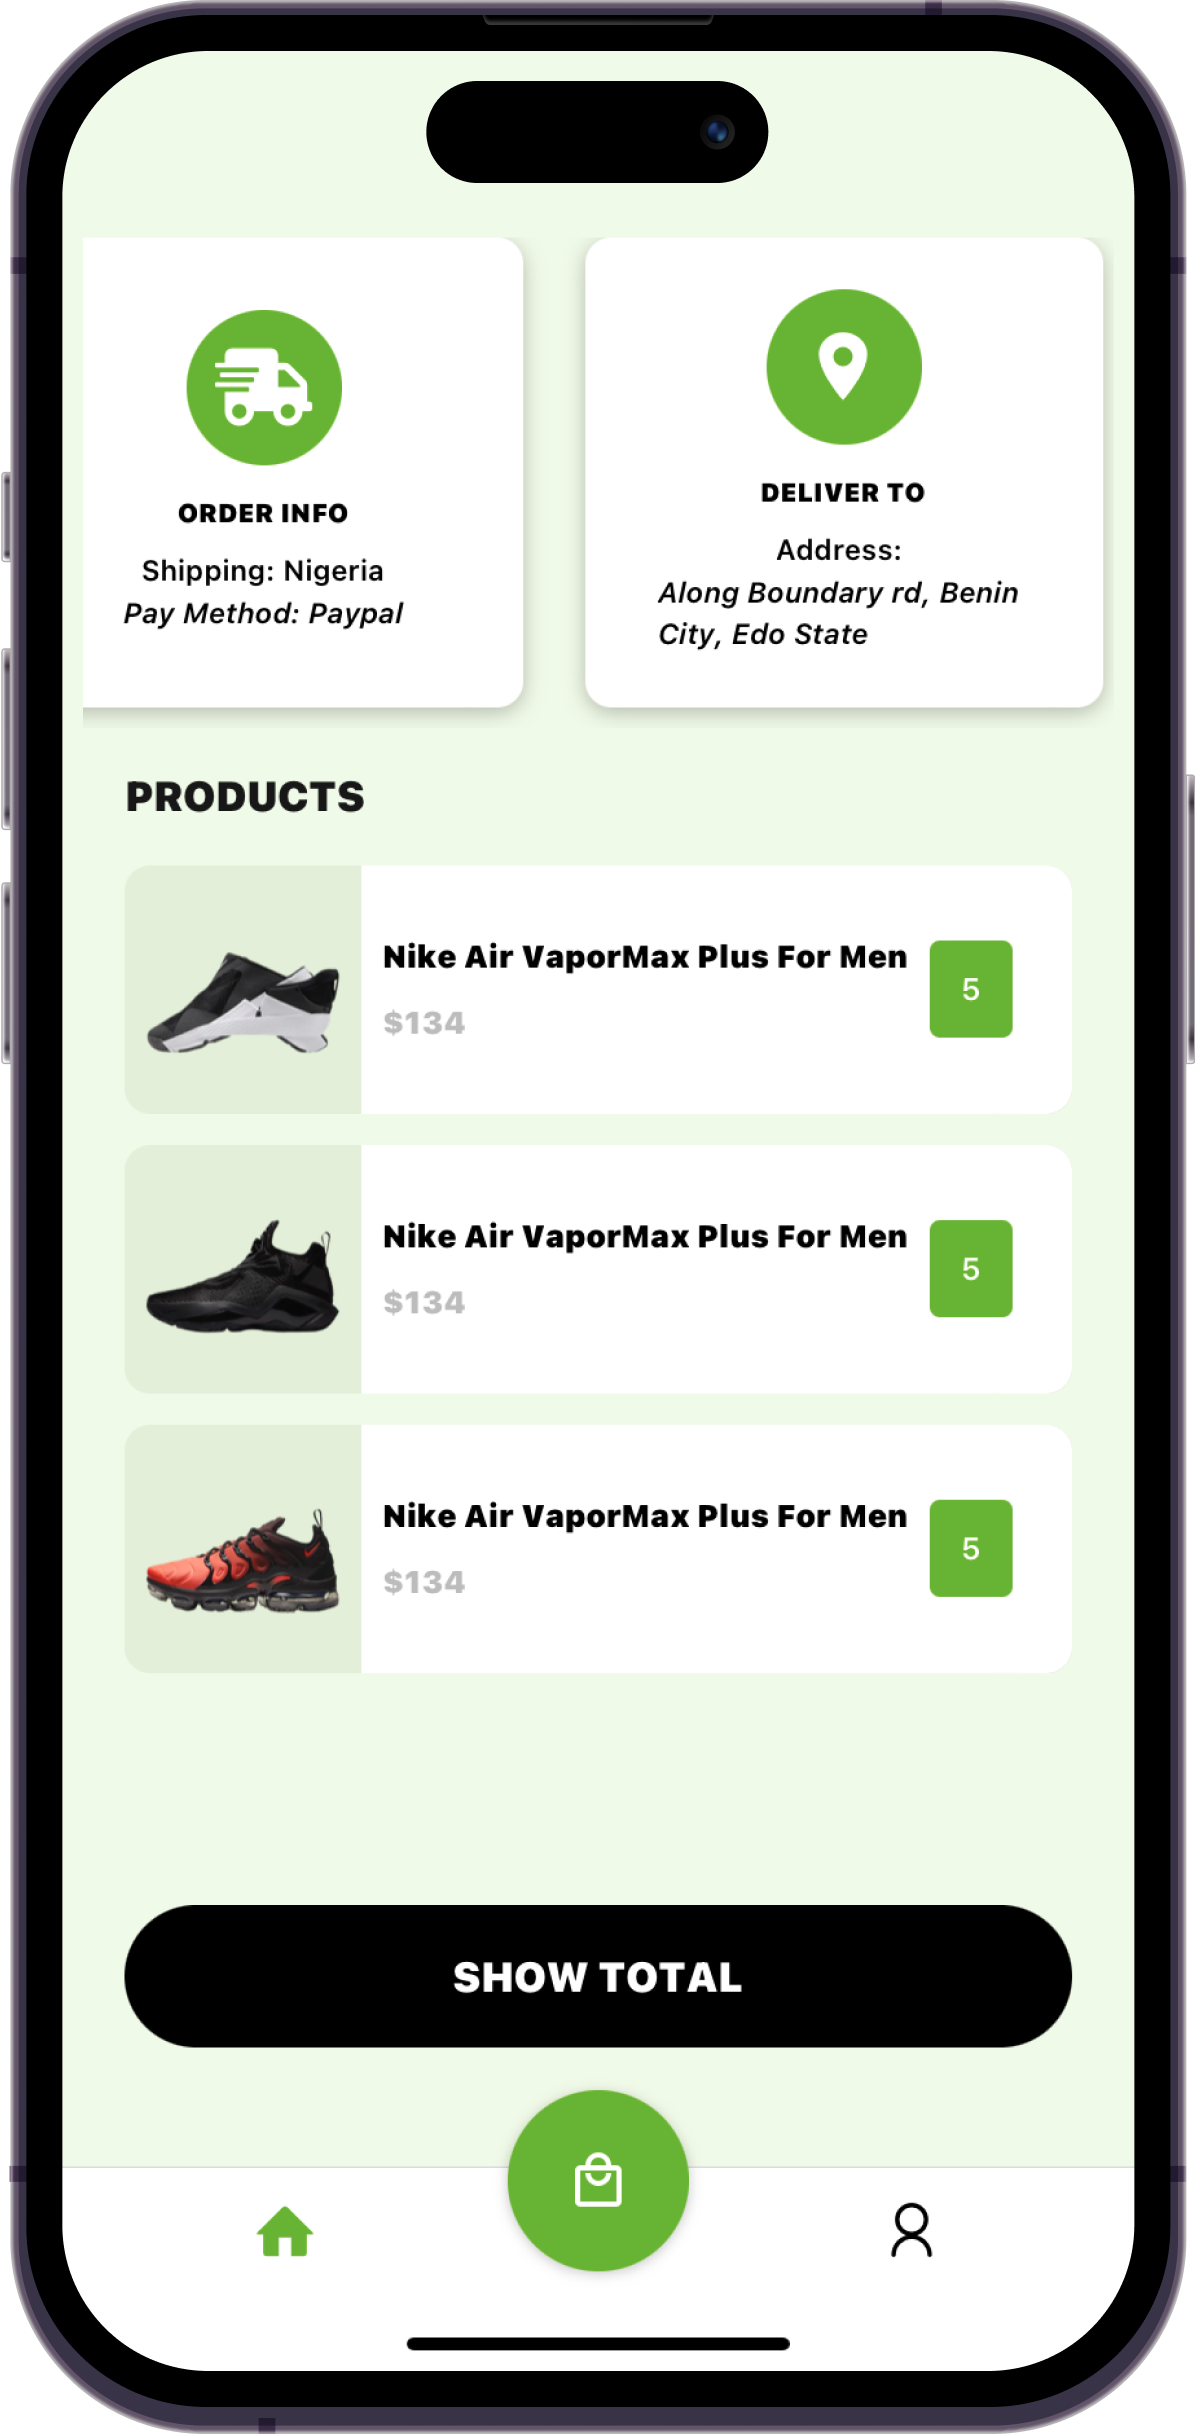 ORDER INFO
Shipping: Nigeria
Pay Method: Paypal
DELIVER TO
Address:
Along Boundary rd, Benin
City, Edo State
PRODUCTS
Nike Air VaporMax Plus For Men
$134
5
Nike Air VaporMax Plus For Men
$134
5
Nike Air VaporMax Plus For Men
$134
5
SHOW TOTAL